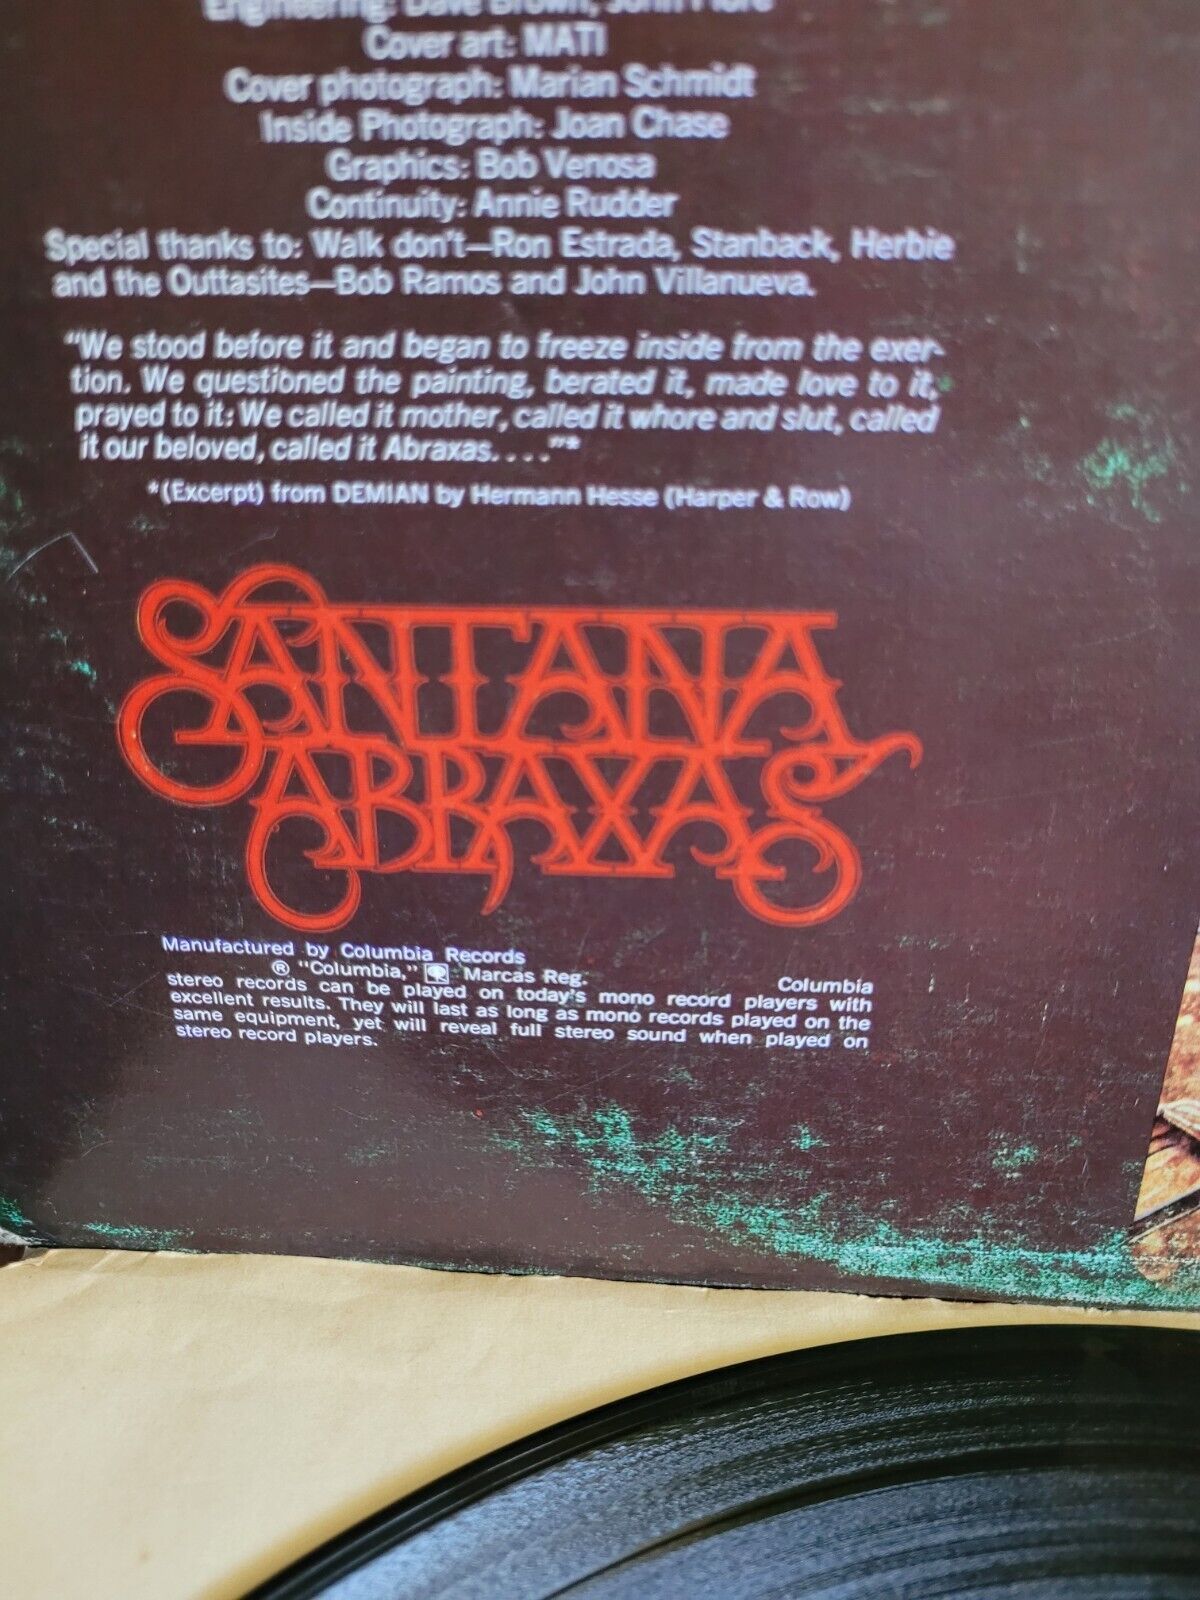 Engineering: Dave Brown, John Fiore
Cover art: MATI
Cover photograph: Marian Schmidt
Inside Photograph: Joan Chase
Graphics: Bob Venosa
Continuity: Annie Rudder
Special thanks to: Walk don't—Ron Estrada, Stanback, Herbie
and the Outtasites—Bob Ramos and John Villanueva.
"We stood before it and began to freeze inside from the exer-
tion. We questioned the painting, berated it, made love to it,
prayed to it: We called it mother, called it whore and slut, called
it our beloved, called it Abraxas. . . ."*
*(Excerpt) from DEMIAN by Hermann Hesse (Harper & Row)
SANTANA
ABRAXAS
Manufactured by Columbia Records
® "Columbia," Marcas Reg. Columbia
stereo records can be played on today's mono record players with
excellent results. They will last as long as mono records played on the
same equipment, yet will reveal full stereo sound when played on
stereo record players.